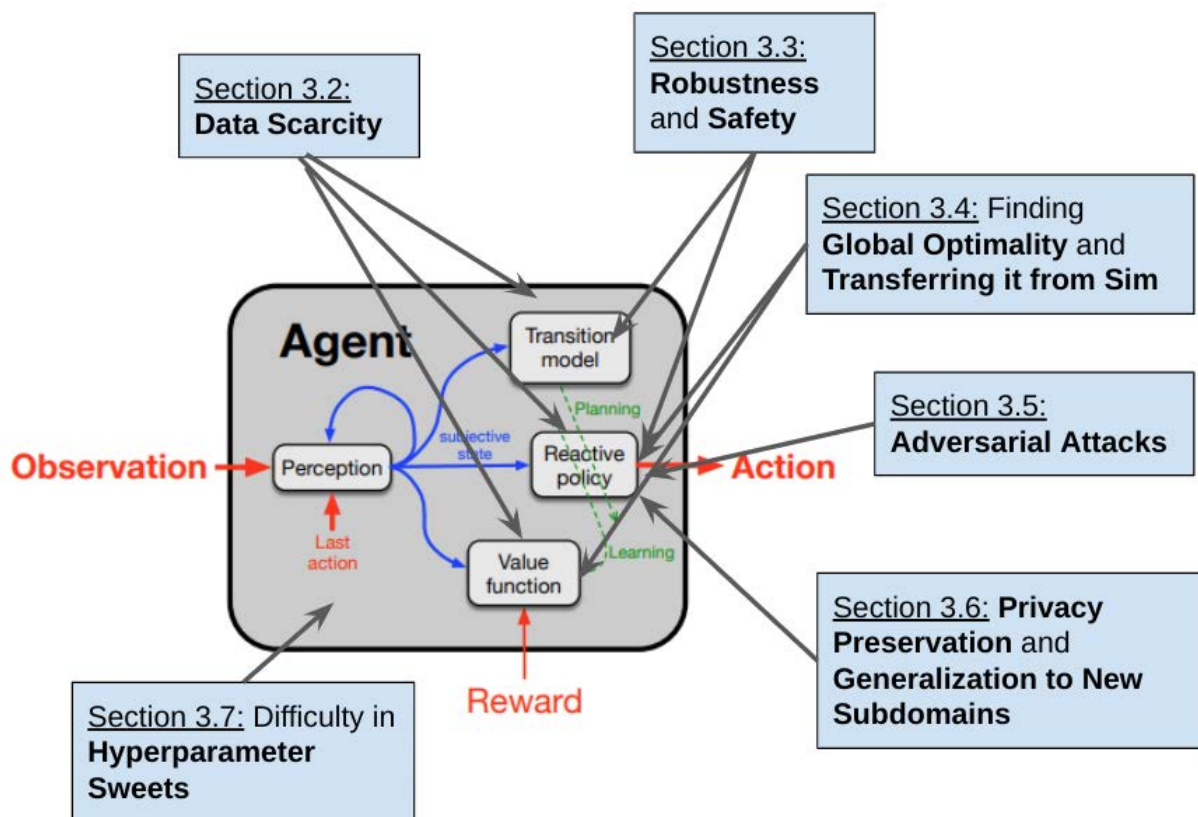 Section 3.2:
Data Scarcity
Section 3.3:
Robustness
and Safety
Section 3.4: Finding
Global Optimality and
Transferring it from Sim
Agent
Transition
model
Planning
Section 3.5:
Adversarial Attacks
subjective
state
Observation
Perception
Reactive
policy
Action
Last
action
Learning
Value
function
Section 3.6: Privacy
Preservation and
Generalization to New
Subdomains
Reward
Section 3.7: Difficulty in
Hyperparameter
Sweets